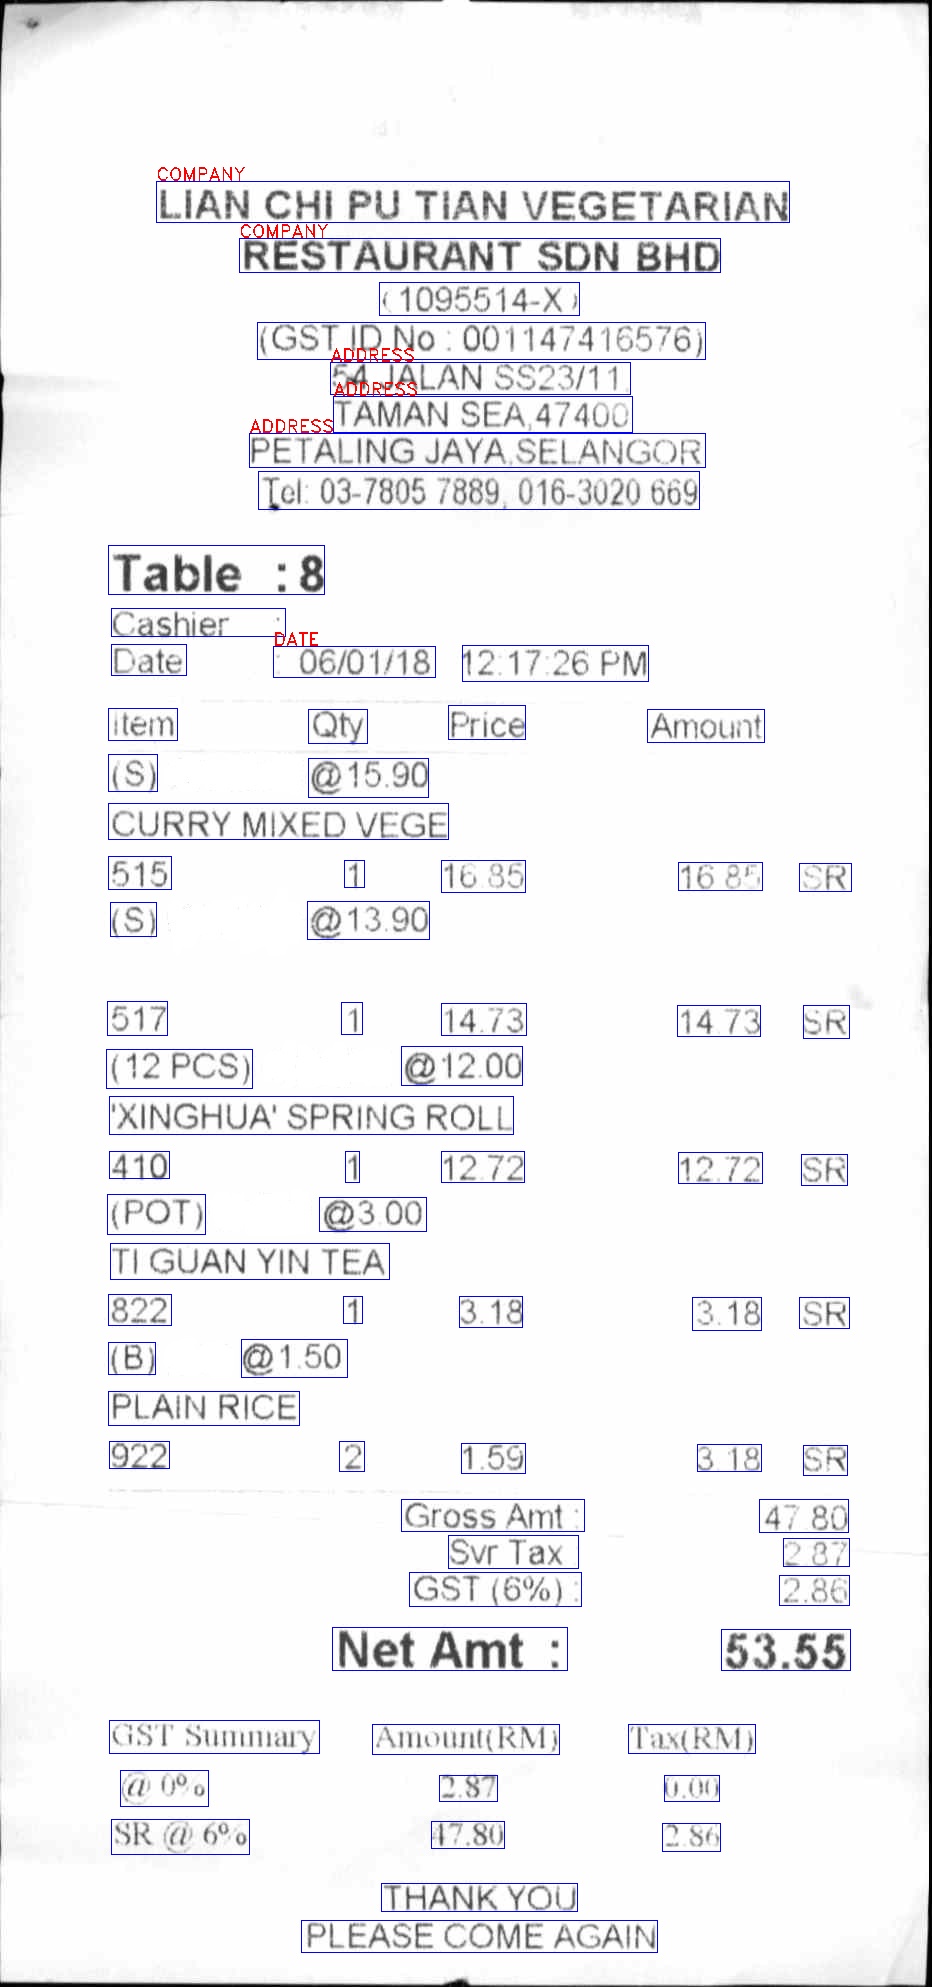 COMPANY
LIAN CHI PU TIAN VEGETARIAN
COMPANY
RESTAURANT SDN BHD
( 1095514-X )
(GST ID No : 001147416576)
ADDRESS
54 JALAN SS23/11,
ADDRESS
TAMAN SEA,47400
ADDRESS
PETALING JAYA,SELANGOR
Tel: 03-7805 7889, 016-3020 669
Table : 8
Cashier :
DATE
Date : 06/01/18 12:17:26 PM
Item Qty Price Amount
(S) @15.90
CURRY MIXED VEGE
515 1 16.85 16.85 SR
(S) @13.90
517 1 14.73 14.73 SR
(12 PCS) @12.00
'XINGHUA' SPRING ROLL
410 1 12.72 12.72 SR
(POT) @3.00
TI GUAN YIN TEA
822 1 3.18 3.18 SR
(B) @1.50
PLAIN RICE
922 2 1.59 3.18 SR
Gross Amt : 47.80
Svr Tax 2.87
GST (6%) : 2.86
Net Amt : 53.55
GST Summary Amount(RM) Tax(RM)
@ 0% 2.87 0.00
SR @ 6% 47.80 2.86
THANK YOU
PLEASE COME AGAIN